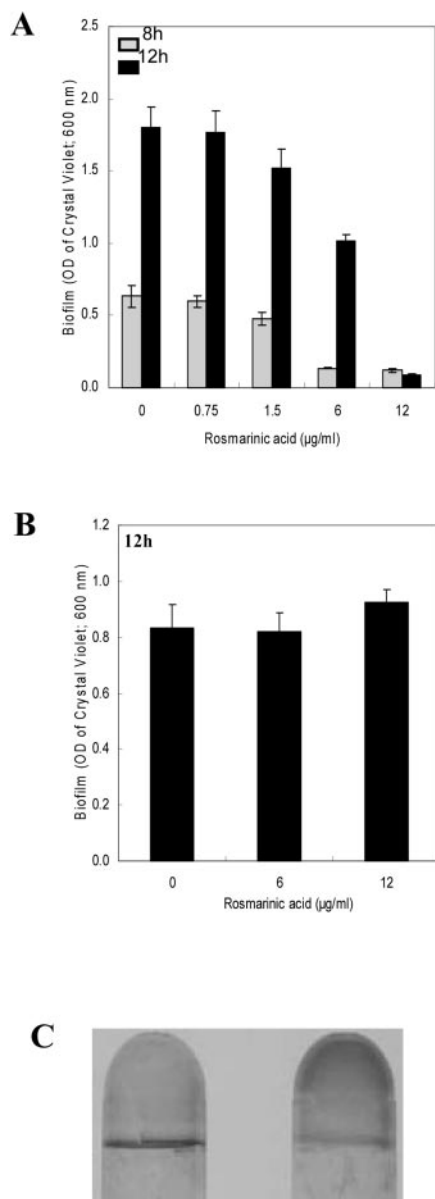 A
8h
12h
2.5
2.0
1.5
1.0
0.5
0.0
Biofilm (OD of Crystal Violet; 600 nm)
0 0.75 1.5 6 12
Rosmarinic acid (µg/ml)
B
12h
1.2
1.0
0.8
0.6
0.4
0.2
0.0
Biofilm (OD of Crystal Violet; 600 nm)
0 6 12
Rosmarinic acid (µg/ml)
C